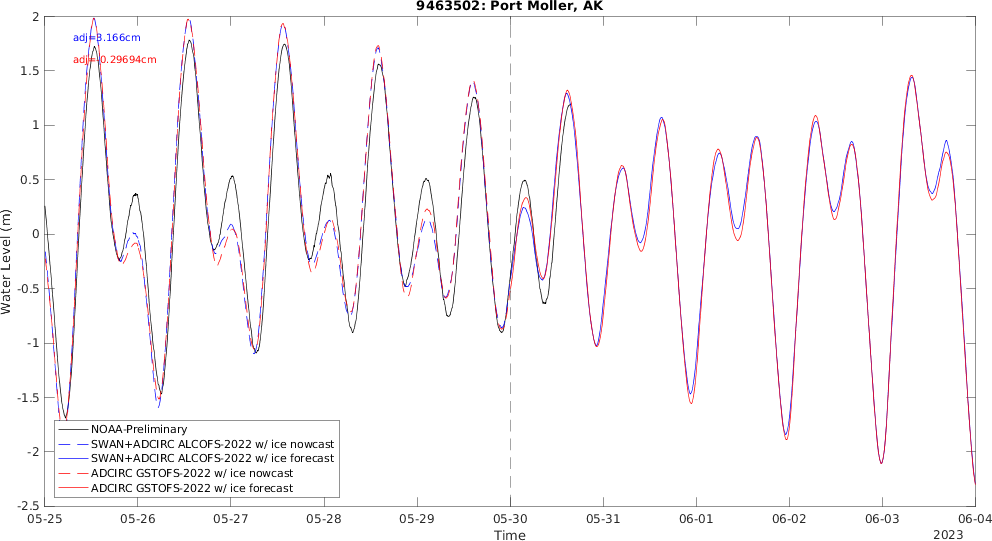 9463502: Port Moller, AK
adj=3.166cm
adj=-0.29694cm
Water Level (m)
2
1.5
1
0.5
0
-0.5
-1
-1.5
-2
-2.5
NOAA-Preliminary
SWAN+ADCIRC ALCOFS-2022 w/ ice nowcast
SWAN+ADCIRC ALCOFS-2022 w/ ice forecast
ADCIRC GSTOFS-2022 w/ ice nowcast
ADCIRC GSTOFS-2022 w/ ice forecast
05-25 05-26 05-27 05-28 05-29 05-30 05-31 06-01 06-02 06-03 06-04
Time
2023